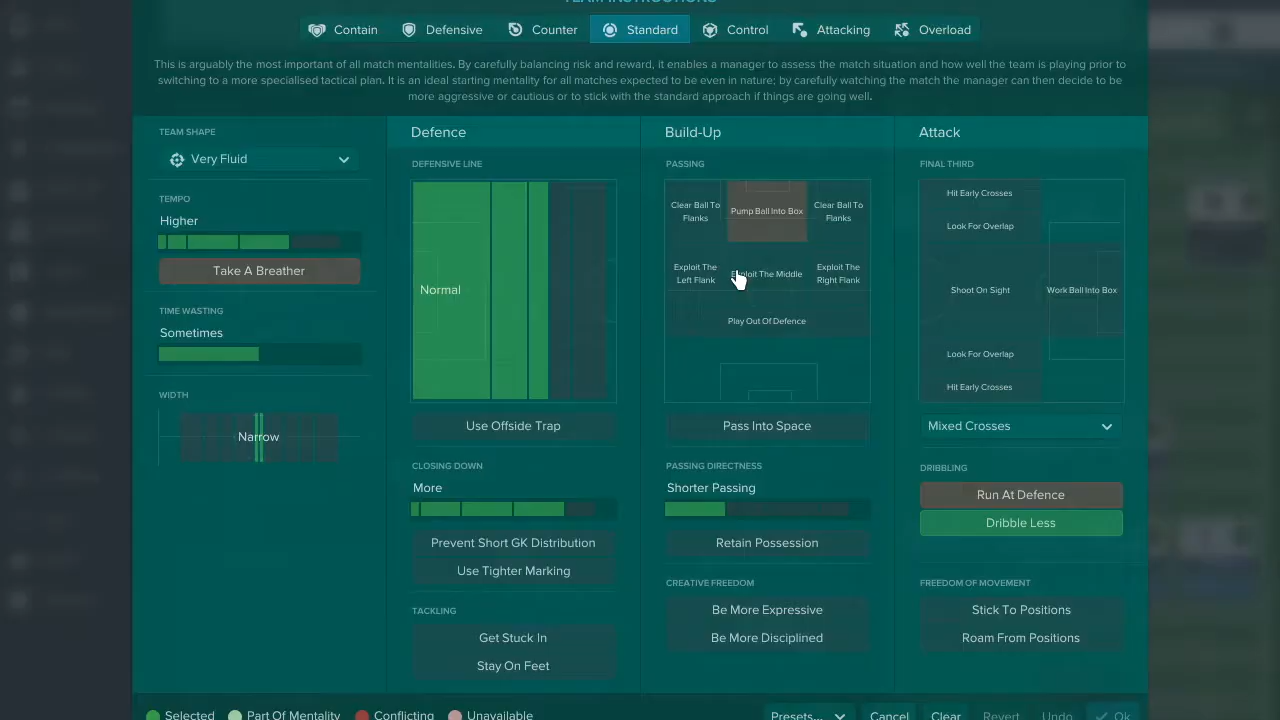 TEAM INSTRUCTIONS
Contain
Defensive
Counter
Standard
Control
Attacking
Overload
This is arguably the most important of all match mentalities. By carefully balancing risk and reward, it enables a manager to assess the match situation and how well the team is playing prior to
switching to a more specialised tactical plan. It is an ideal starting mentality for all matches expected to be even in nature; by carefully watching the match the manager can then decide to be
more aggressive or cautious or to stick with the standard approach if things are going well.
TEAM SHAPE
Very Fluid
TEMPO
Higher
Take A Breather
TIME WASTING
Sometimes
WIDTH
Narrow
Defence
DEFENSIVE LINE
Normal
Use Offside Trap
CLOSING DOWN
More
Prevent Short GK Distribution
Use Tighter Marking
TACKLING
Get Stuck In
Stay On Feet
Build-Up
PASSING
Clear Ball To
Flanks
Pump Ball Into Box
Clear Ball To
Flanks
Exploit The
Left Flank
Exploit The Middle
Exploit The
Right Flank
Play Out Of Defence
Pass Into Space
PASSING DIRECTNESS
Shorter Passing
Retain Possession
CREATIVE FREEDOM
Be More Expressive
Be More Disciplined
Attack
FINAL THIRD
Hit Early Crosses
Look For Overlap
Shoot On Sight
Work Ball Into Box
Look For Overlap
Hit Early Crosses
Mixed Crosses
DRIBBLING
Run At Defence
Dribble Less
FREEDOM OF MOVEMENT
Stick To Positions
Roam From Positions
Selected
Part Of Mentality
Conflicting
Unavailable
Presets...
Cancel
Clear
Revert
Undo
Ok